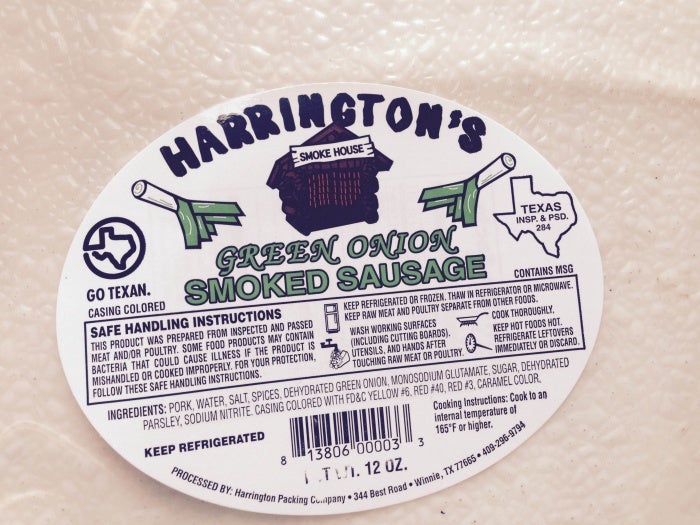 HARRINGTON'S
SMOKE HOUSE
GREEN ONION
SMOKED SAUSAGE
GO TEXAN.
CASING COLORED
TEXAS
INSP. & PSD.
284
CONTAINS MSG
SAFE HANDLING INSTRUCTIONS
THIS PRODUCT WAS PREPARED FROM INSPECTED AND PASSED
MEAT AND/OR POULTRY. SOME FOOD PRODUCTS MAY CONTAIN
BACTERIA THAT COULD CAUSE ILLNESS IF THE PRODUCT IS
MISHANDLED OR COOKED IMPROPERLY. FOR YOUR PROTECTION,
FOLLOW THESE SAFE HANDLING INSTRUCTIONS.
KEEP REFRIGERATED OR FROZEN. THAW IN REFRIGERATOR OR MICROWAVE.
KEEP RAW MEAT AND POULTRY SEPARATE FROM OTHER FOODS.
WASH WORKING SURFACES
(INCLUDING CUTTING BOARDS),
UTENSILS, AND HANDS AFTER
TOUCHING RAW MEAT OR POULTRY.
COOK THOROUGHLY.
KEEP HOT FOODS HOT.
REFRIGERATE LEFTOVERS
IMMEDIATELY OR DISCARD.
INGREDIENTS: PORK, WATER, SALT, SPICES, DEHYDRATED GREEN ONION, MONOSODIUM GLUTAMATE, SUGAR, DEHYDRATED
PARSLEY, SODIUM NITRITE. CASING COLORED WITH FD&C YELLOW #6, RED #40, RED #3, CARAMEL COLOR.
KEEP REFRIGERATED
8 13806 00003 3
12 OZ.
Cooking Instructions: Cook to an
internal temperature of
165°F or higher.
PROCESSED BY: Harrington Packing Company • 344 Best Road • Winnie, TX 77665 • 409-296-9794